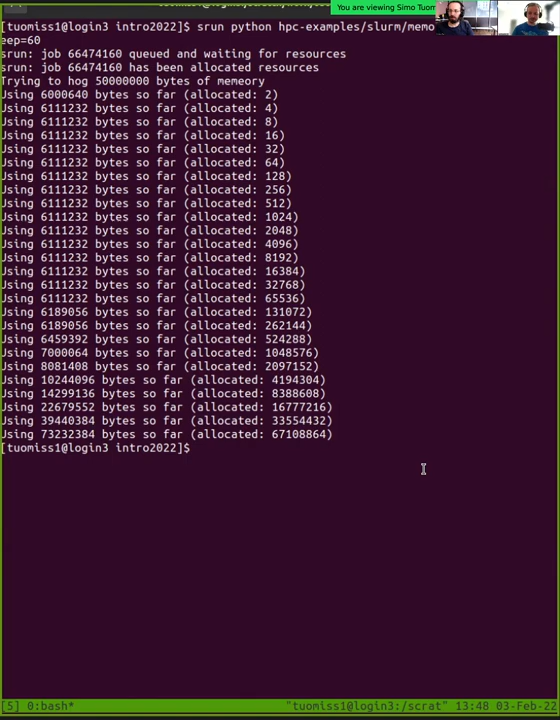 You are viewing Simo Tuom
[tuomiss1@login3 intro2022]$ srun python hpc-examples/slurm/memo
eep=60
srun: job 66474160 queued and waiting for resources
srun: job 66474160 has been allocated resources
Trying to hog 50000000 bytes of memeory
Using 6000640 bytes so far (allocated: 2)
Using 6111232 bytes so far (allocated: 4)
Using 6111232 bytes so far (allocated: 8)
Using 6111232 bytes so far (allocated: 16)
Using 6111232 bytes so far (allocated: 32)
Using 6111232 bytes so far (allocated: 64)
Using 6111232 bytes so far (allocated: 128)
Using 6111232 bytes so far (allocated: 256)
Using 6111232 bytes so far (allocated: 512)
Using 6111232 bytes so far (allocated: 1024)
Using 6111232 bytes so far (allocated: 2048)
Using 6111232 bytes so far (allocated: 4096)
Using 6111232 bytes so far (allocated: 8192)
Using 6111232 bytes so far (allocated: 16384)
Using 6111232 bytes so far (allocated: 32768)
Using 6111232 bytes so far (allocated: 65536)
Using 6189056 bytes so far (allocated: 131072)
Using 6189056 bytes so far (allocated: 262144)
Using 6459392 bytes so far (allocated: 524288)
Using 7000064 bytes so far (allocated: 1048576)
Using 8081408 bytes so far (allocated: 2097152)
Using 10244096 bytes so far (allocated: 4194304)
Using 14299136 bytes so far (allocated: 8388608)
Using 22679552 bytes so far (allocated: 16777216)
Using 39440384 bytes so far (allocated: 33554432)
Using 73232384 bytes so far (allocated: 67108864)
[tuomiss1@login3 intro2022]$
[5] 0:bash* "tuomiss1@login3:/scrat" 13:48 03-Feb-22